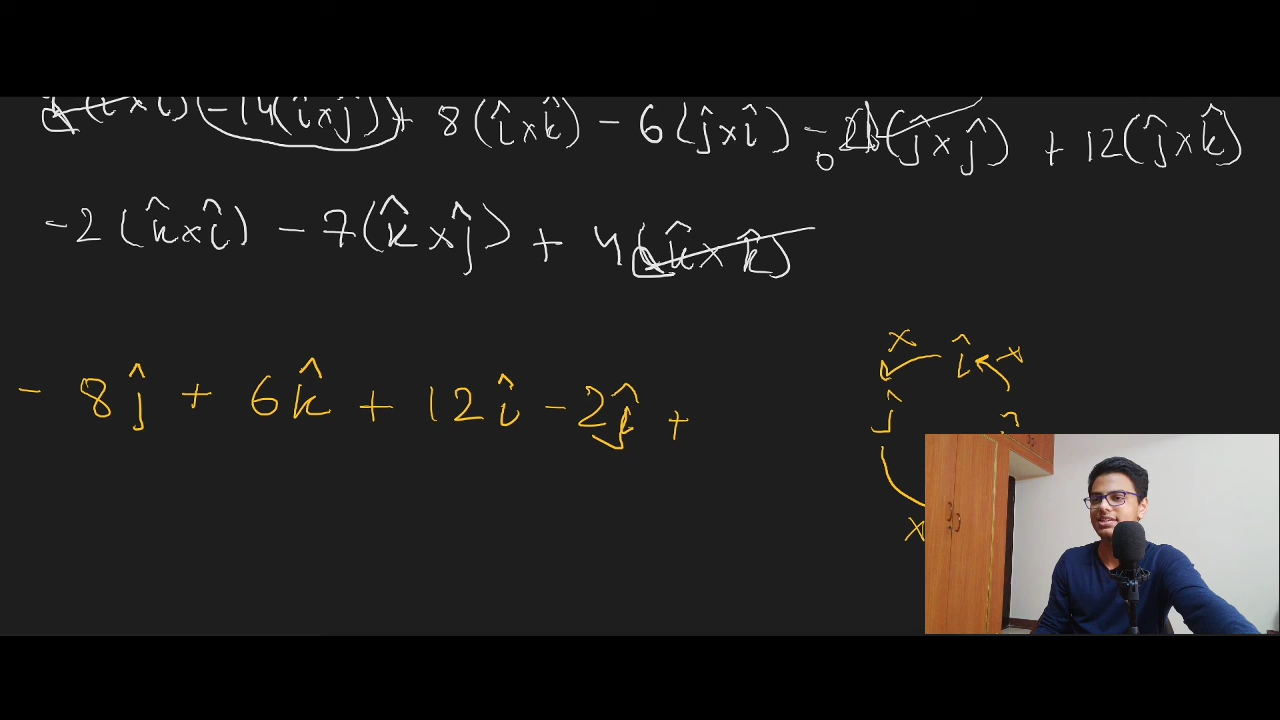 (î×î) - 14(î×ĵ) + 8(î×k̂) - 6(ĵ×î) - (ĵ×ĵ) + 12(ĵ×k̂)
0
-2(k̂×î) - 7(k̂×ĵ) + 4(k̂×k̂)
× î ×
- 8ĵ + 6k̂ + 12î - 2ĵ +
ĵ
×